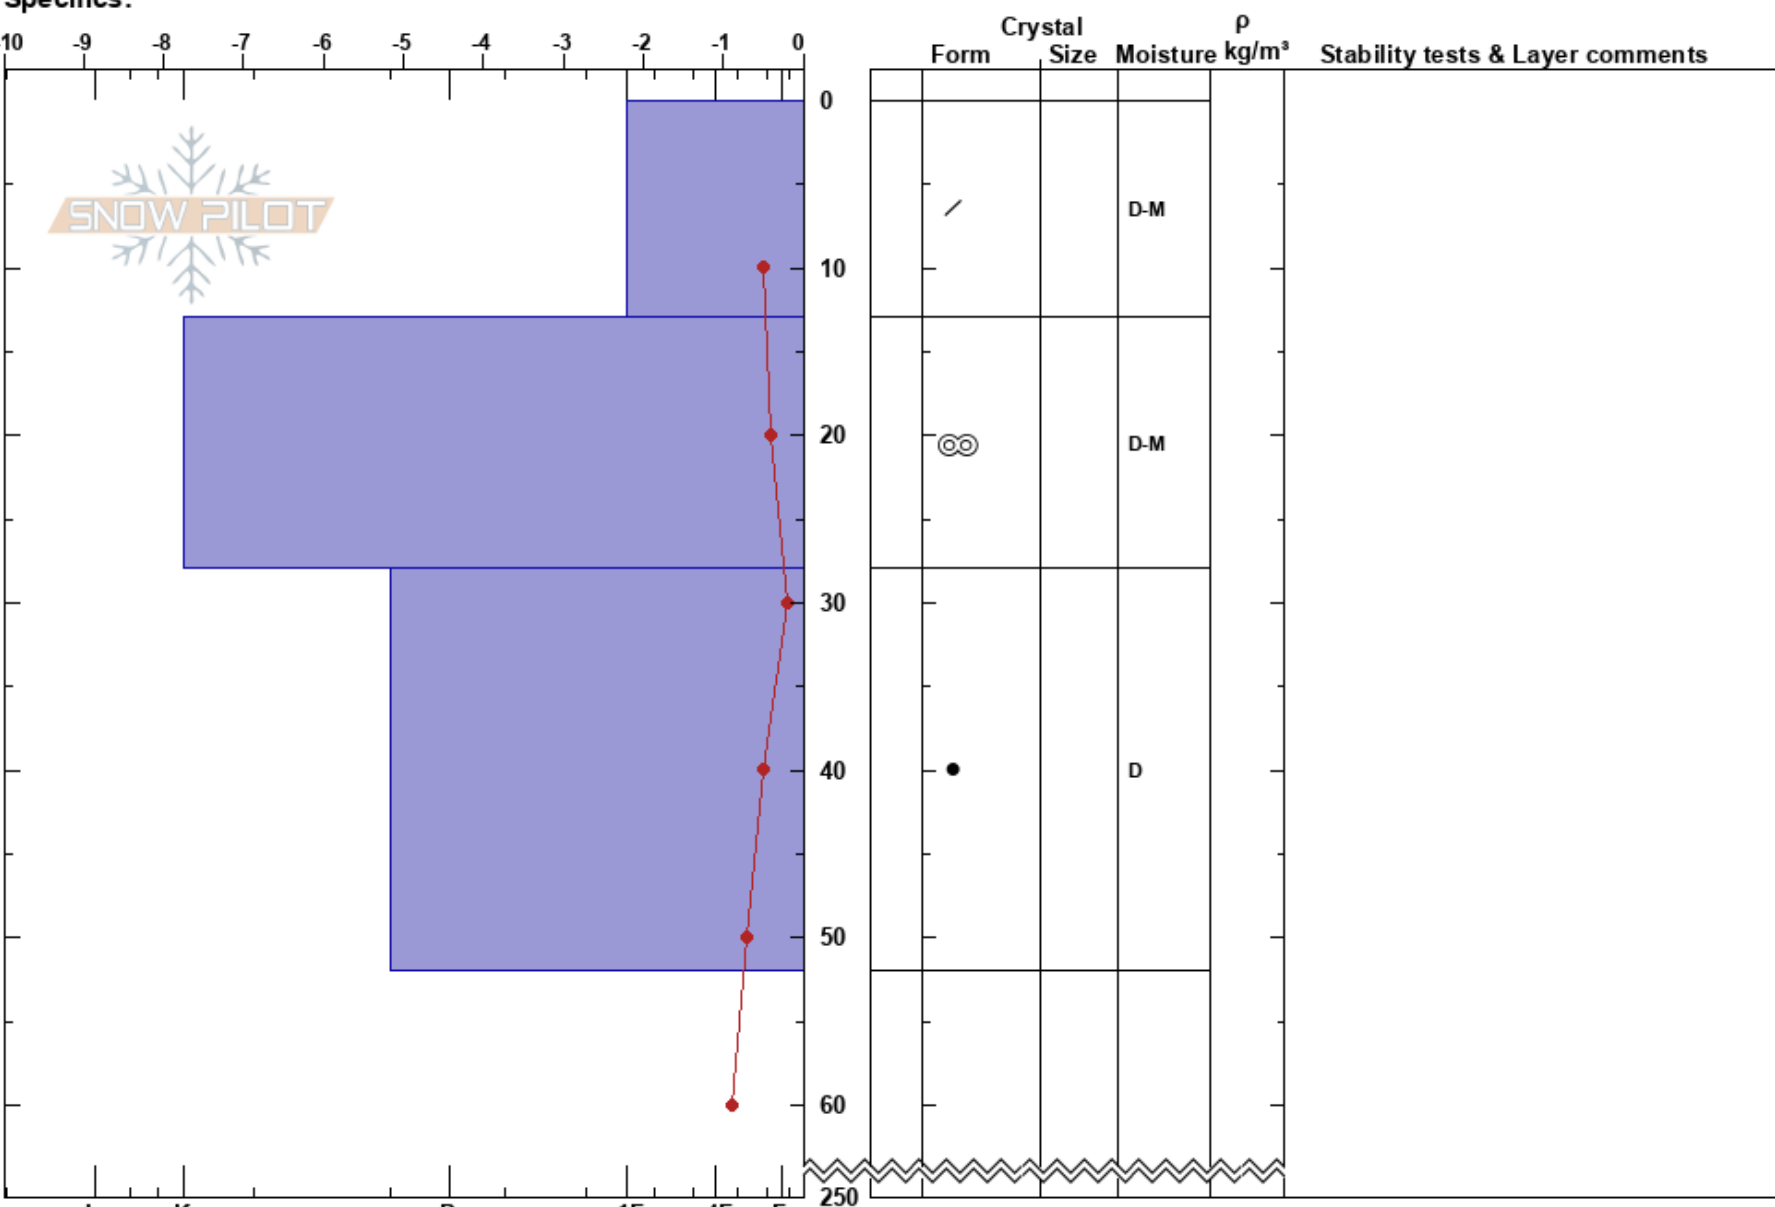 Specifics:
Crystal ρ
-10 -9 -8 -7 -6 -5 -4 -3 -2 -1 0 Form Size Moisture kg/m³ Stability tests & Layer comments
0
SNOW PILOT D-M
10
20 D-M
30
40 D
50
60
250